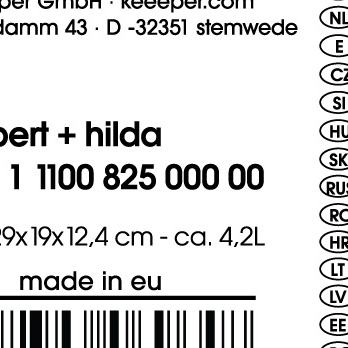 per GmbH · keeeper.com
damm 43 · D -32351 stemwede
bert + hilda
1 1100 825 000 00
29x19x12,4 cm - ca. 4,2L
made in eu
NL
E
CZ
SI
HU
SK
RUS
RO
HR
LT
LV
EE